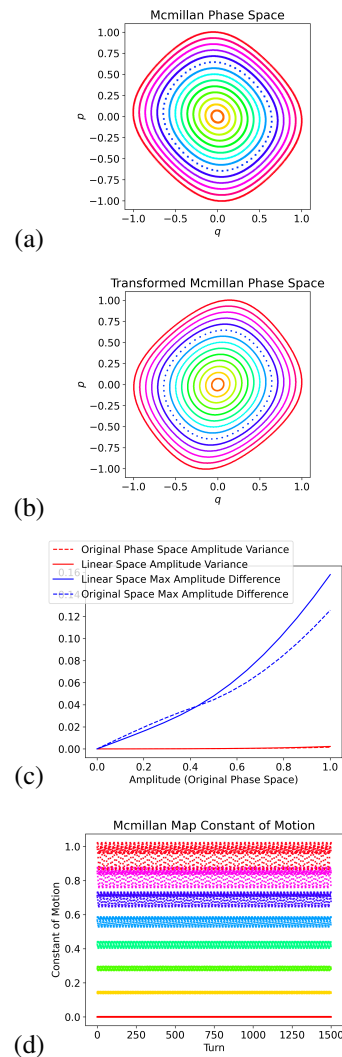 Mcmillan Phase Space
1.00
0.75
0.50
0.25
0.00
−0.25
−0.50
−0.75
−1.00
p
−1.0 −0.5 0.0 0.5 1.0
q
(a)
Transformed Mcmillan Phase Space
1.00
0.75
0.50
0.25
0.00
−0.25
−0.50
−0.75
−1.00
p
−1.0 −0.5 0.0 0.5 1.0
q
(b)
Original Phase Space Amplitude Variance
Linear Space Amplitude Variance
Linear Space Max Amplitude Difference
Original Space Max Amplitude Difference
0.16
0.14
0.12
0.10
0.08
0.06
0.04
0.02
0.00
0.0 0.2 0.4 0.6 0.8 1.0
Amplitude (Original Phase Space)
(c)
Mcmillan Map Constant of Motion
1.0
0.8
0.6
0.4
0.2
0.0
Constant of Motion
0 250 500 750 1000 1250 1500
Turn
(d)